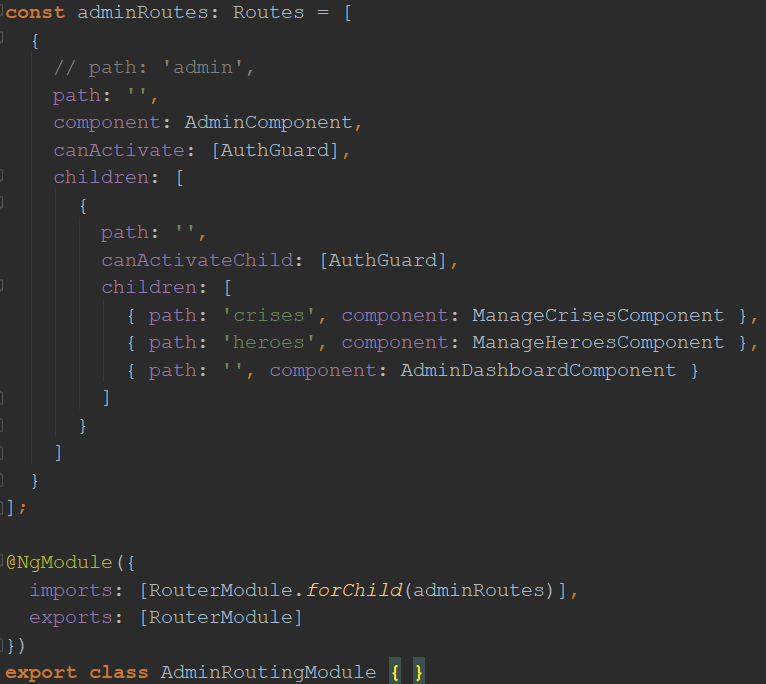 const adminRoutes: Routes = [
  {
    // path: 'admin',
    path: '',
    component: AdminComponent,
    canActivate: [AuthGuard],
    children: [
      {
        path: '',
        canActivateChild: [AuthGuard],
        children: [
          { path: 'crises', component: ManageCrisesComponent },
          { path: 'heroes', component: ManageHeroesComponent },
          { path: '', component: AdminDashboardComponent }
        ]
      }
    ]
  }
];

@NgModule({
  imports: [RouterModule.forChild(adminRoutes)],
  exports: [RouterModule]
})
export class AdminRoutingModule { }